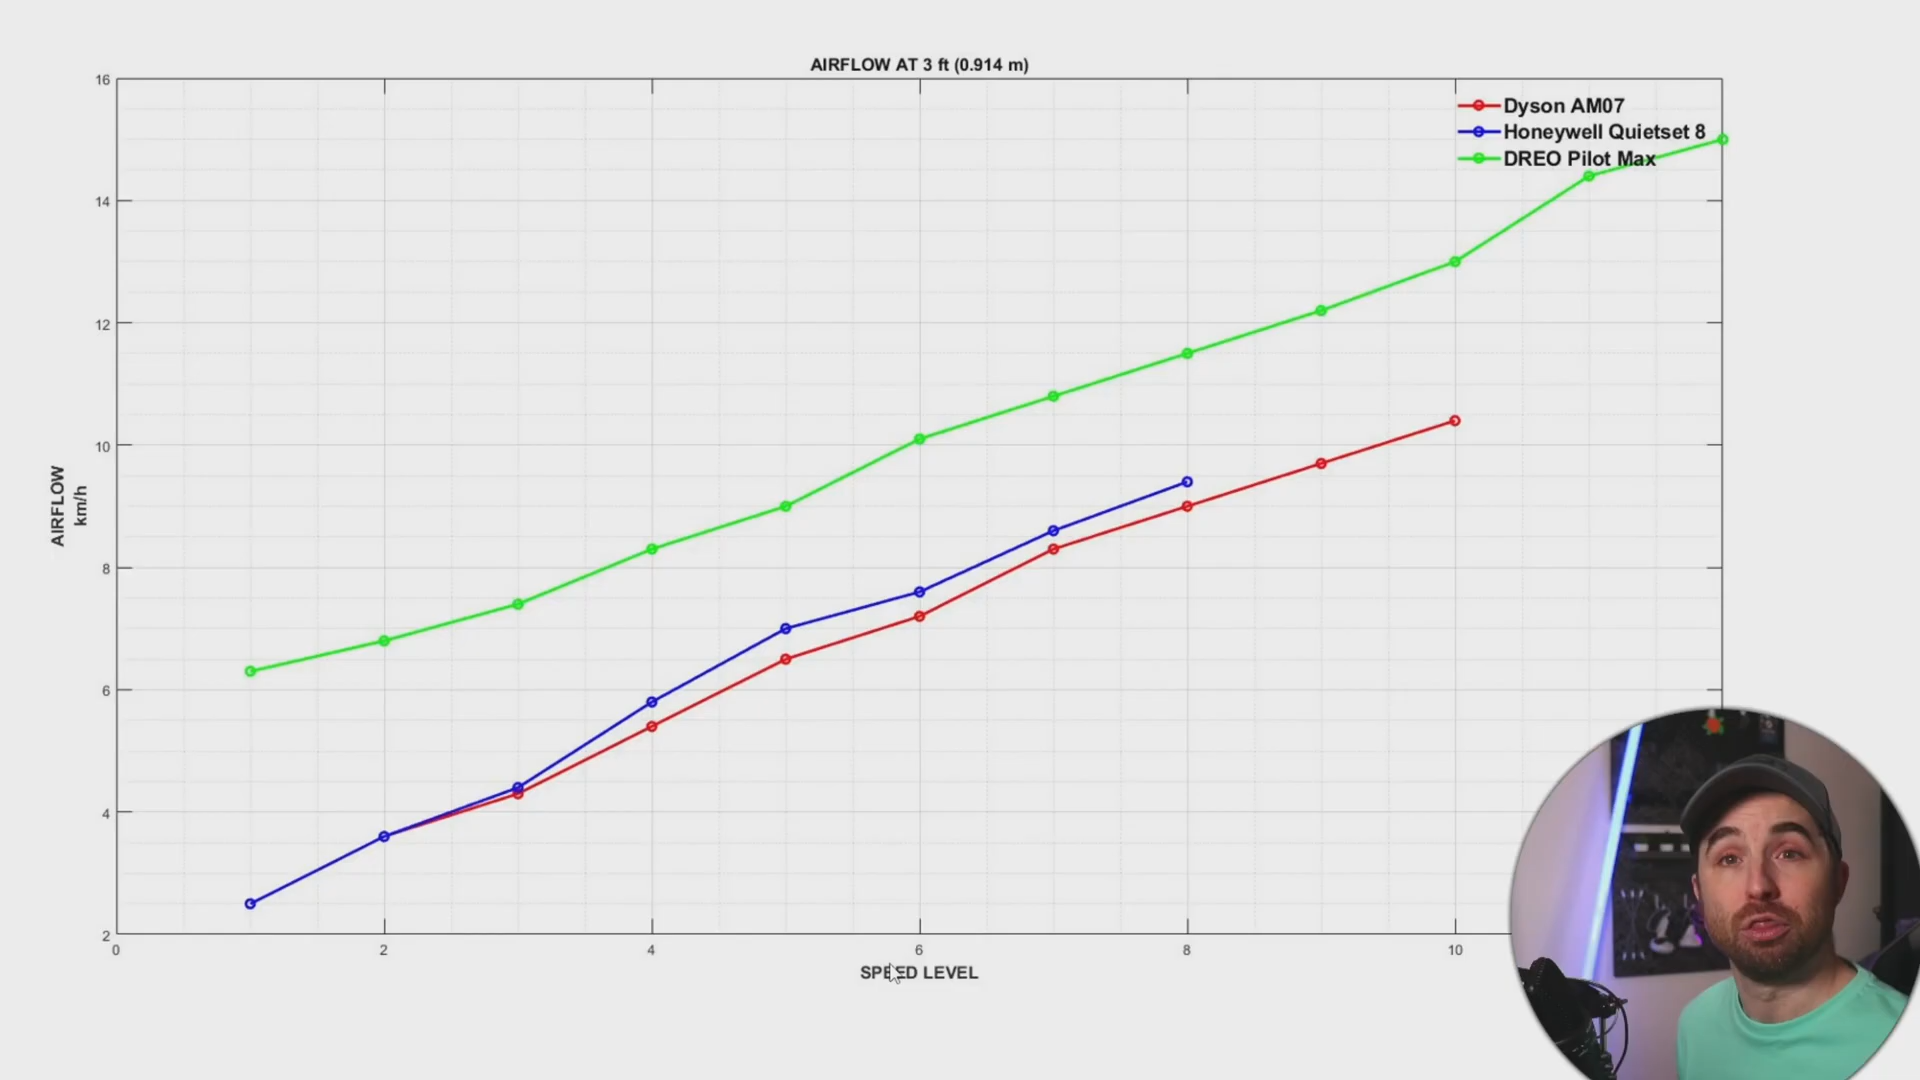 AIRFLOW AT 3 ft (0.914 m)
Dyson AM07
Honeywell Quietset 8
DREO Pilot Max
16
14
12
10
8
6
4
2
AIRFLOW
km/h
0
2
4
6
8
10
SPEED LEVEL